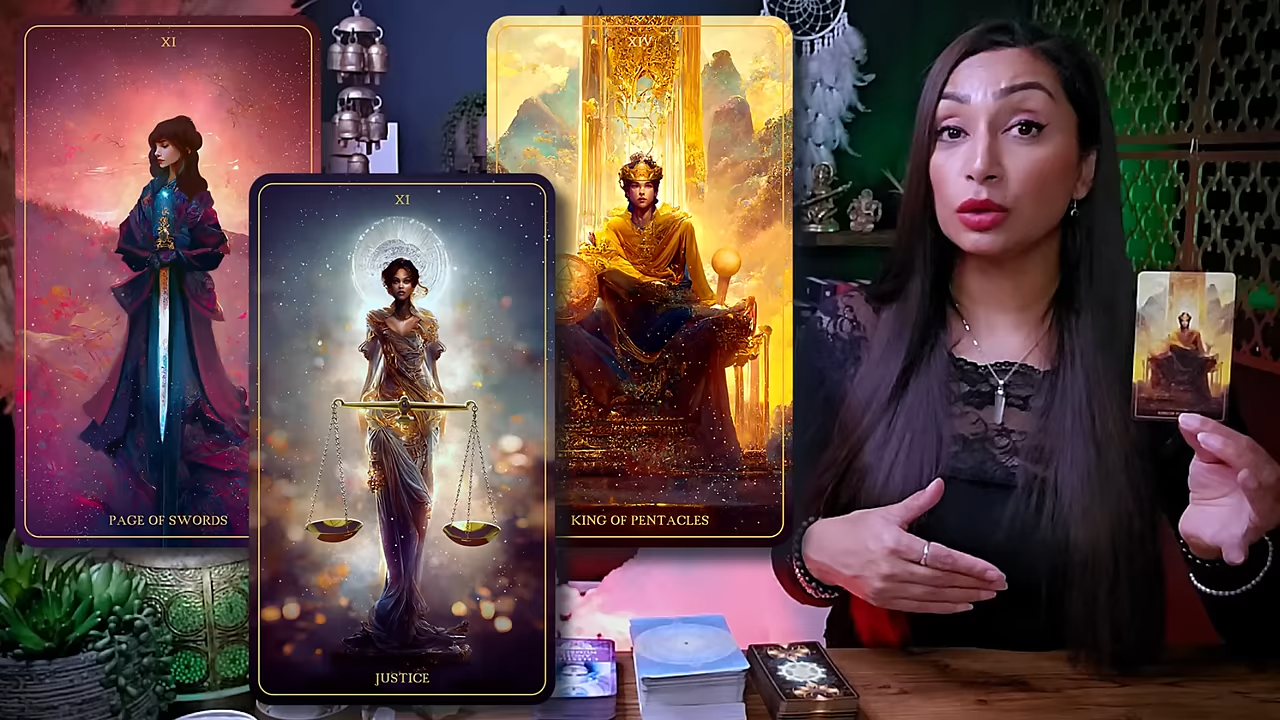 XI
PAGE OF SWORDS
XI
JUSTICE
XIV
KING OF PENTACLES